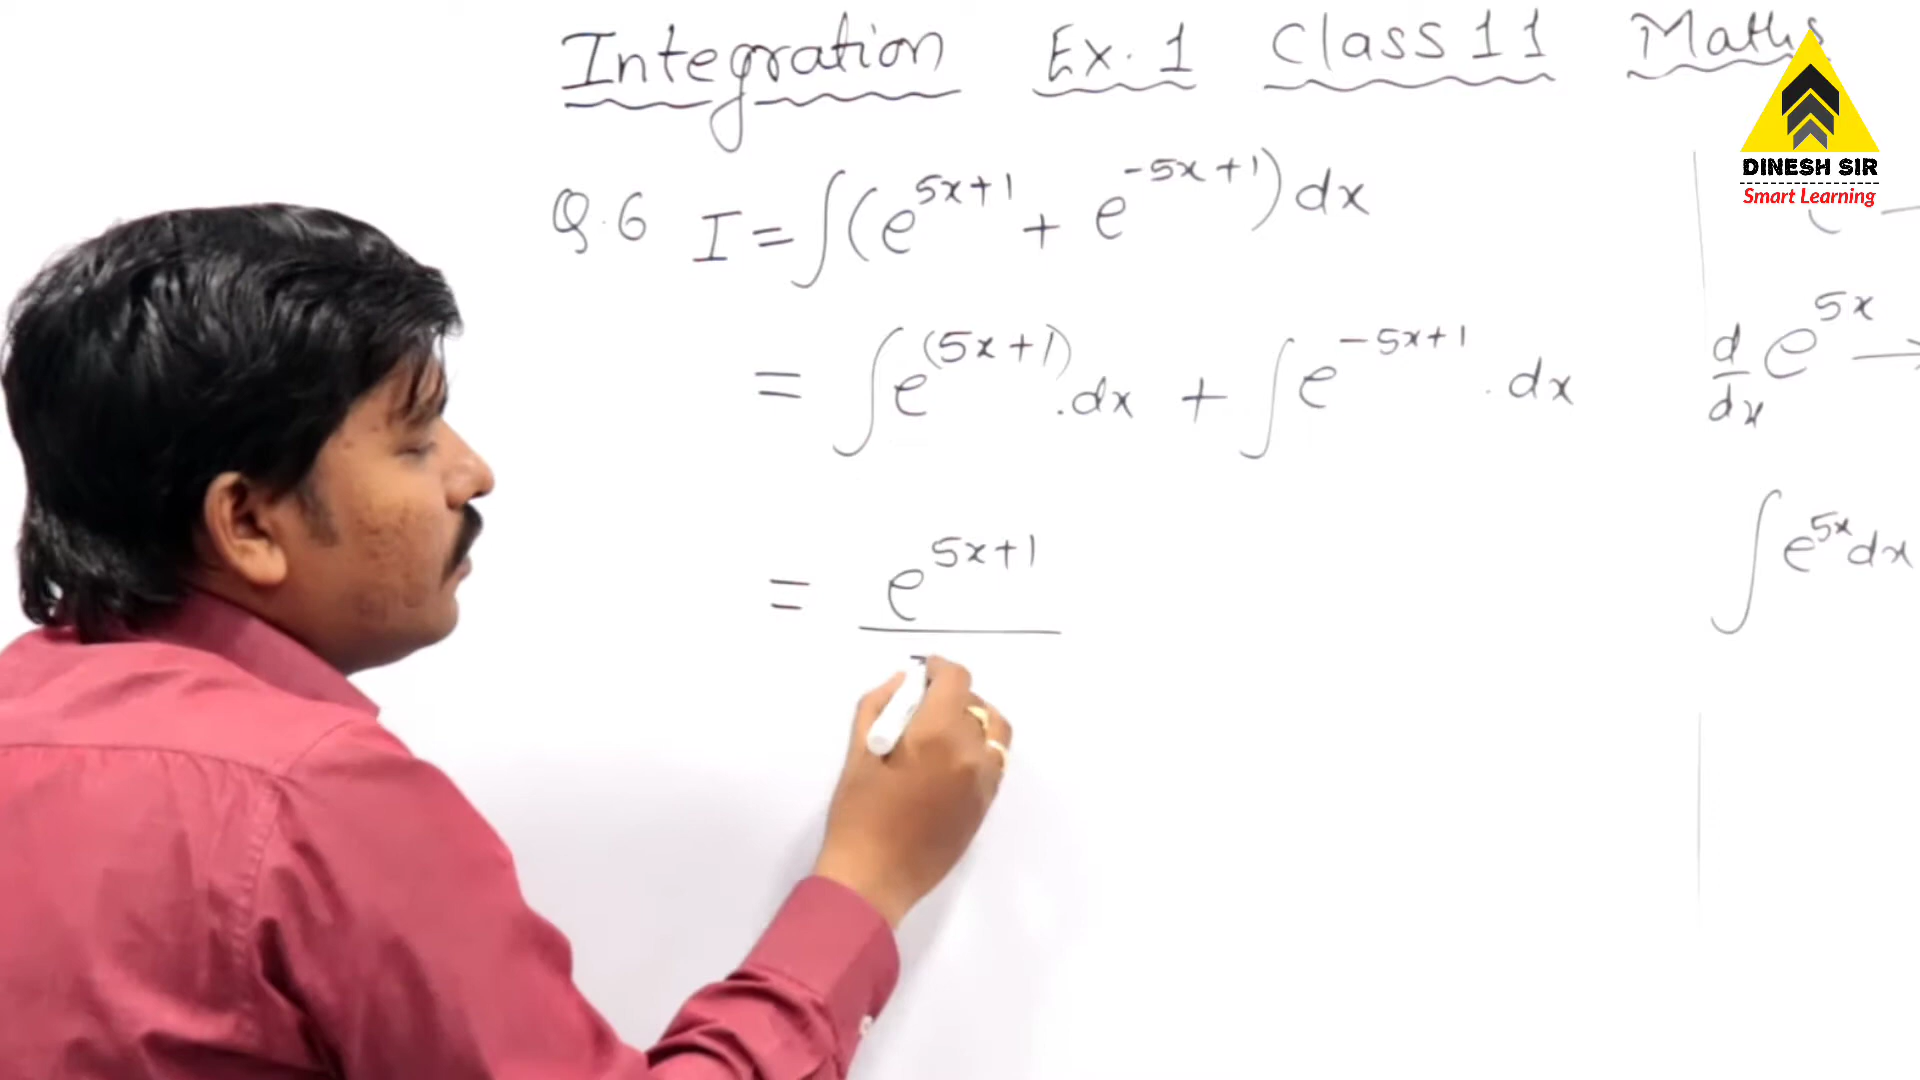 Integration Ex. 1 Class 11 Maths
DINESH SIR
Smart Learning
Q.6 I = ∫(e^{5x+1} + e^{-5x+1}) dx
= ∫e^{(5x+1)}.dx + ∫e^{-5x+1}.dx
= e^{5x+1}
d/dx e^{5x} →
∫e^{5x}dx